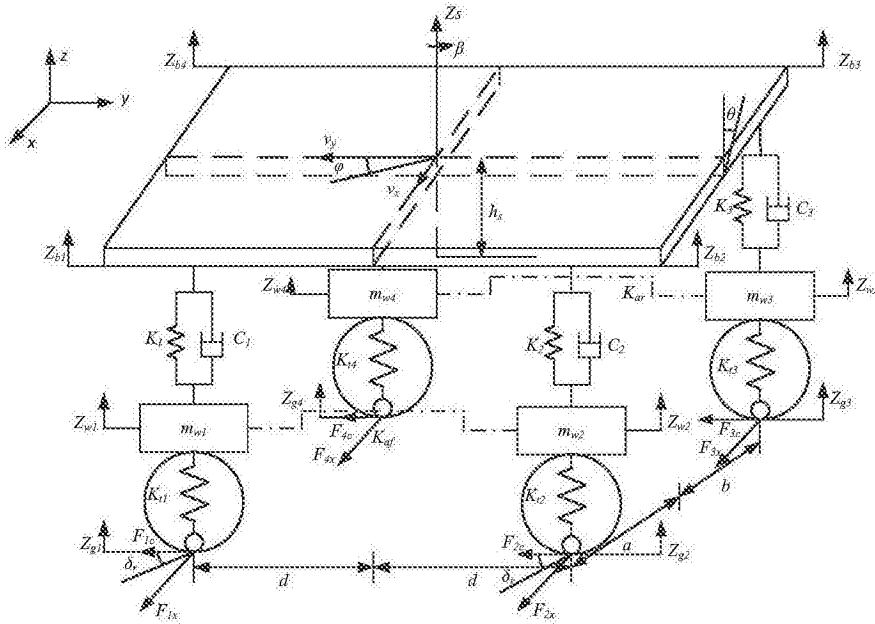 Zs
β
Zb4
Zb3
z
y
x
vy
φ
vx
θ
hs
K3
C3
Zb1
Zb2
Zw4
mw4
Kar
mw3
Zw
K1
C1
Kt4
K2
C2
Kt3
Zg4
Zg3
Zw1
mw1
F4c
Kaf
F4x
mw2
Zw2
F3c
F3x
b
Kt1
Kt2
Zg1
F1c
F2c
a
Zg2
d
d
F1x
F2x